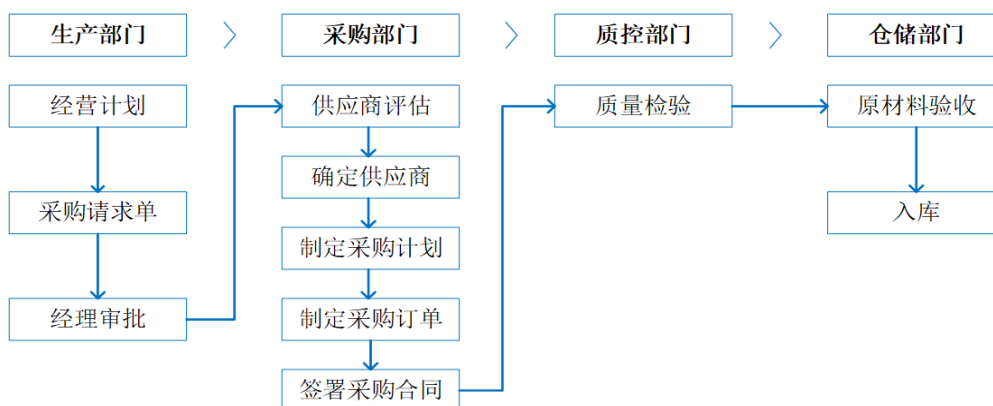 生产部门
采购部门
质控部门
仓储部门
经营计划
采购请求单
经理审批
供应商评估
确定供应商
制定采购计划
制定采购订单
签署采购合同
质量检验
原材料验收
入库